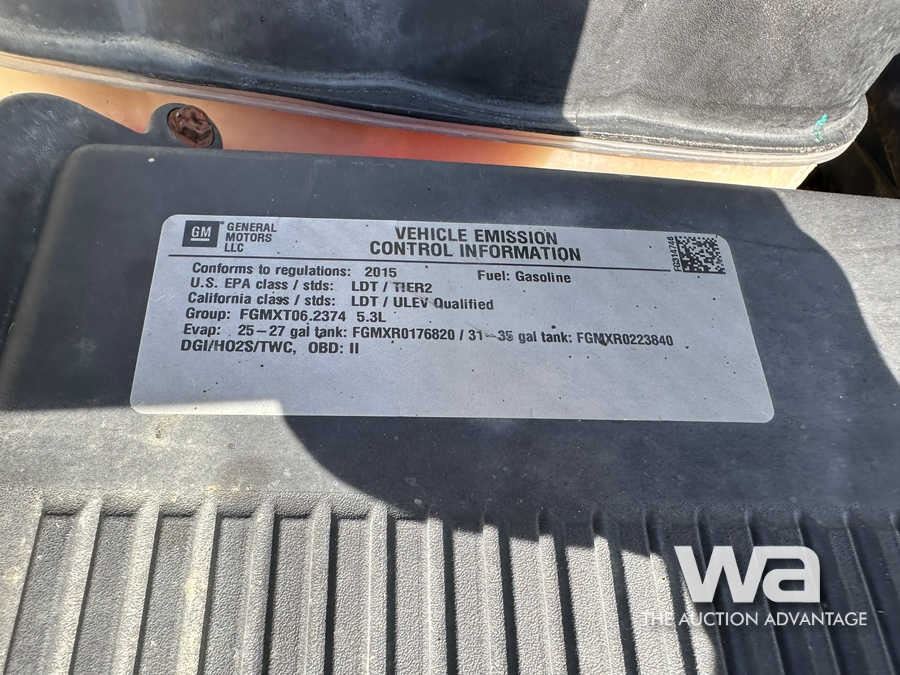 GM
GENERAL
MOTORS
LLC
VEHICLE EMISSION
CONTROL INFORMATION
Conforms to regulations: 2015 Fuel: Gasoline
U.S. EPA class / stds: LDT / TIER2
California class / stds: LDT / ULEV Qualified
Group: FGMXT06.2374 5.3L
Evap: 25-27 gal tank: FGMXR0176820 / 31-35 gal tank: FGMXR0223840
DGI/HO2S/TWC, OBD: II
wa
THE AUCTION ADVANTAGE